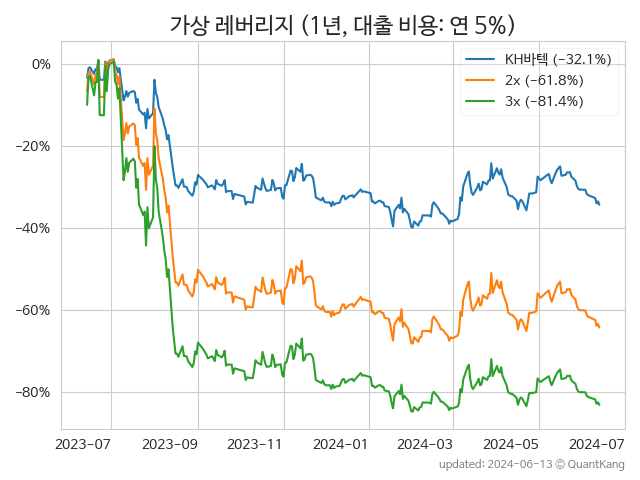 가상 레버리지 (1년, 대출 비용: 연 5%)
KH바텍 (−32.1%)
2x (−61.8%)
3x (−81.4%)
0%
−20%
−40%
−60%
−80%
2023-07 2023-09 2023-11 2024-01 2024-03 2024-05 2024-07
updated: 2024-06-13 © QuantKang